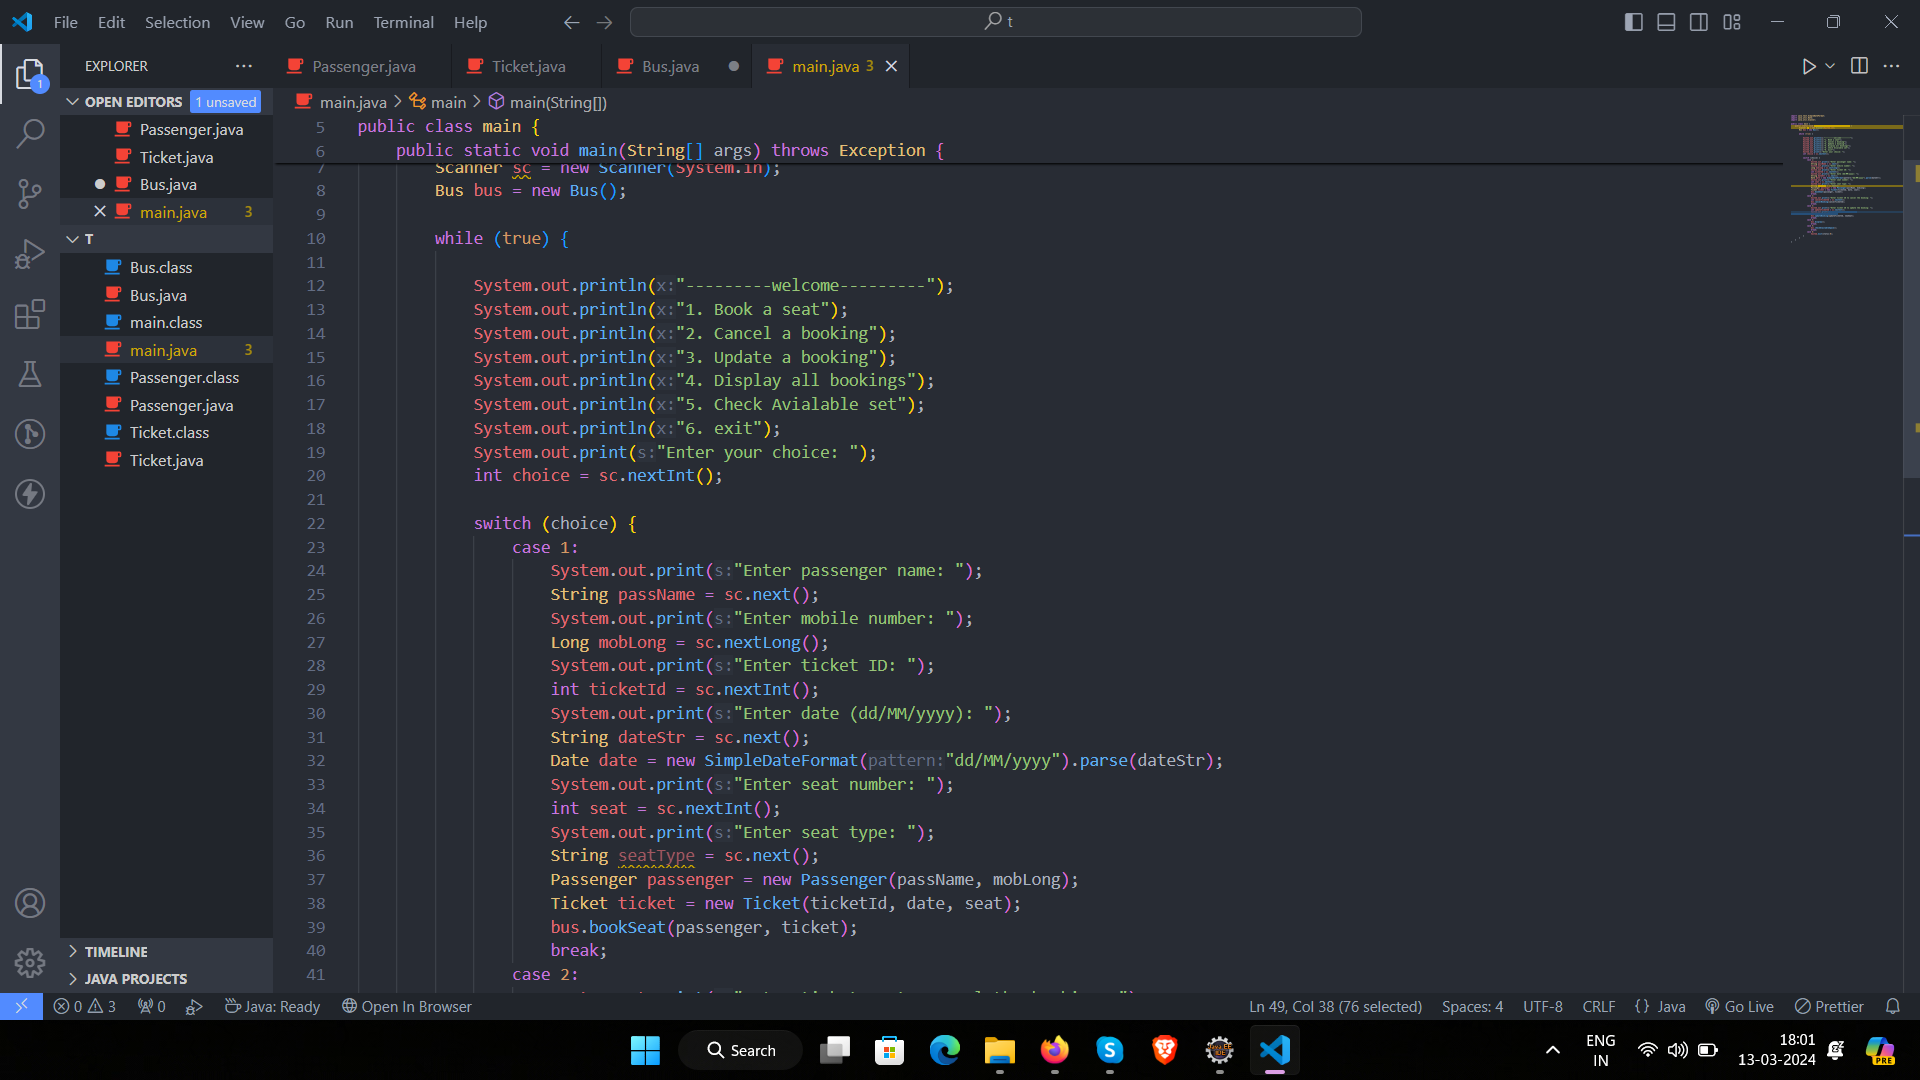 File Edit Selection View Go Run Terminal Help
t
EXPLORER
Passenger.java
Ticket.java
Bus.java
main.java 3
OPEN EDITORS 1 unsaved
Passenger.java
Ticket.java
Bus.java
main.java 3
T
Bus.class
Bus.java
main.class
main.java 3
Passenger.class
Passenger.java
Ticket.class
Ticket.java
TIMELINE
JAVA PROJECTS
main.java > main > main(String[])
5 public class main {
6 public static void main(String[] args) throws Exception {
7 Scanner sc = new Scanner(System.in);
8 Bus bus = new Bus();
9
10 while (true) {
11
12 System.out.println(x:"---------welcome---------");
13 System.out.println(x:"1. Book a seat");
14 System.out.println(x:"2. Cancel a booking");
15 System.out.println(x:"3. Update a booking");
16 System.out.println(x:"4. Display all bookings");
17 System.out.println(x:"5. Check Avialable set");
18 System.out.println(x:"6. exit");
19 System.out.print(s:"Enter your choice: ");
20 int choice = sc.nextInt();
21
22 switch (choice) {
23 case 1:
24 System.out.print(s:"Enter passenger name: ");
25 String passName = sc.next();
26 System.out.print(s:"Enter mobile number: ");
27 Long mobLong = sc.nextLong();
28 System.out.print(s:"Enter ticket ID: ");
29 int ticketId = sc.nextInt();
30 System.out.print(s:"Enter date (dd/MM/yyyy): ");
31 String dateStr = sc.next();
32 Date date = new SimpleDateFormat(pattern:"dd/MM/yyyy").parse(dateStr);
33 System.out.print(s:"Enter seat number: ");
34 int seat = sc.nextInt();
35 System.out.print(s:"Enter seat type: ");
36 String seatType = sc.next();
37 Passenger passenger = new Passenger(passName, mobLong);
38 Ticket ticket = new Ticket(ticketId, date, seat);
39 bus.bookSeat(passenger, ticket);
40 break;
41 case 2:
0 3 0 Java: Ready Open In Browser
Ln 49, Col 38 (76 selected) Spaces: 4 UTF-8 CRLF {} Java Go Live Prettier
Search
ENG
IN
18:01
13-03-2024
PRE